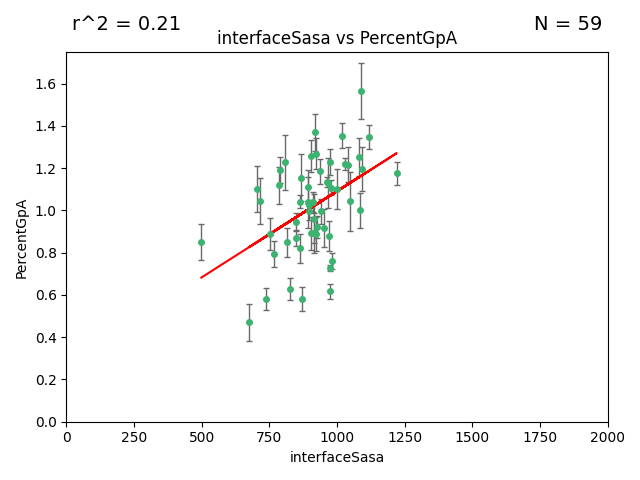 r^2 = 0.21
N = 59
interfaceSasa vs PercentGpA
PercentGpA
1.6
1.4
1.2
1.0
0.8
0.6
0.4
0.2
0.0
0 250 500 750 1000 1250 1500 1750 2000
interfaceSasa